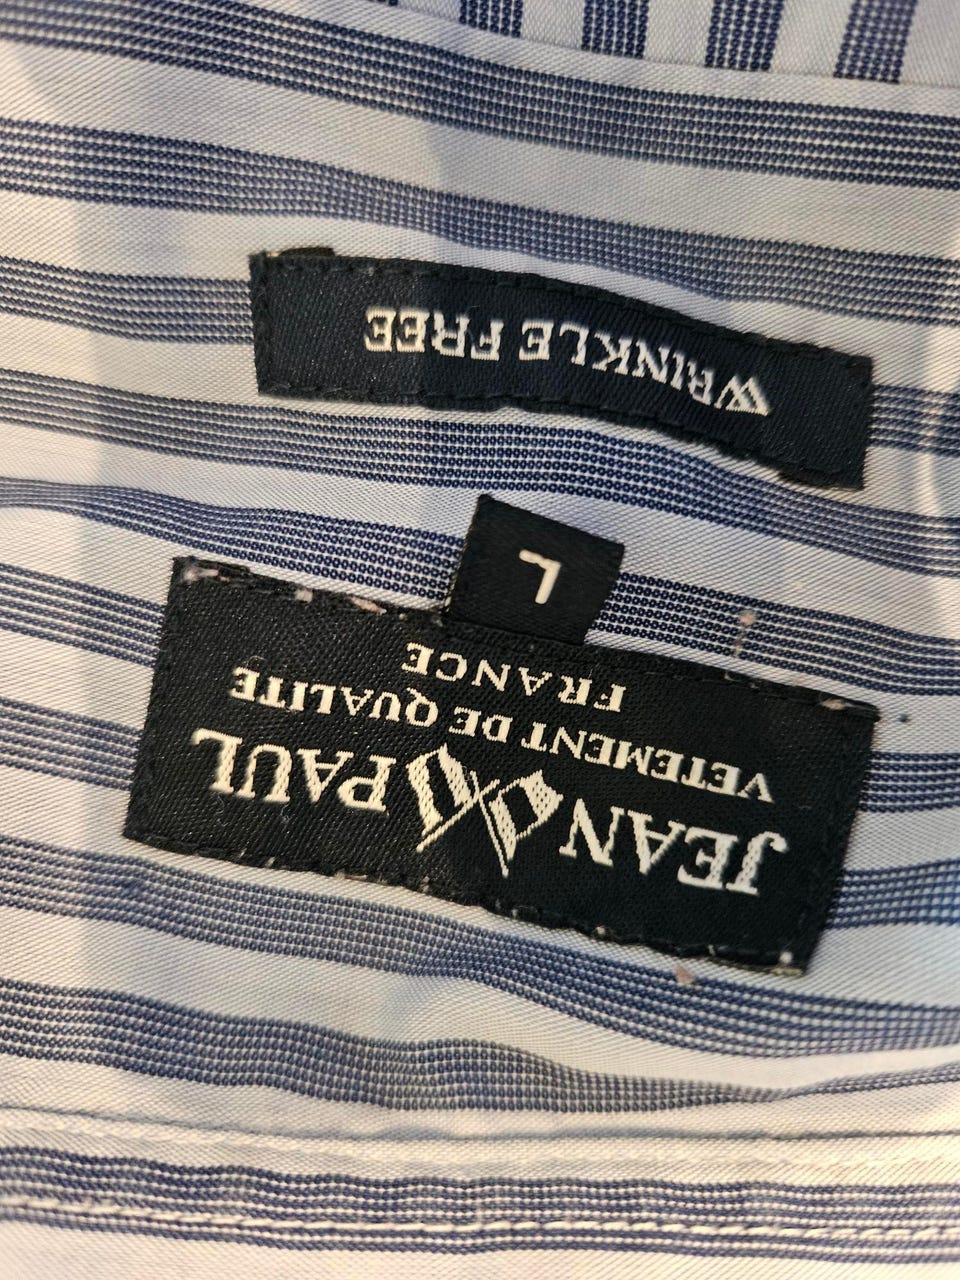 JEAN PAUL
VETEMENT DE QUALITE
FRANCE
L
WRINKLE FREE